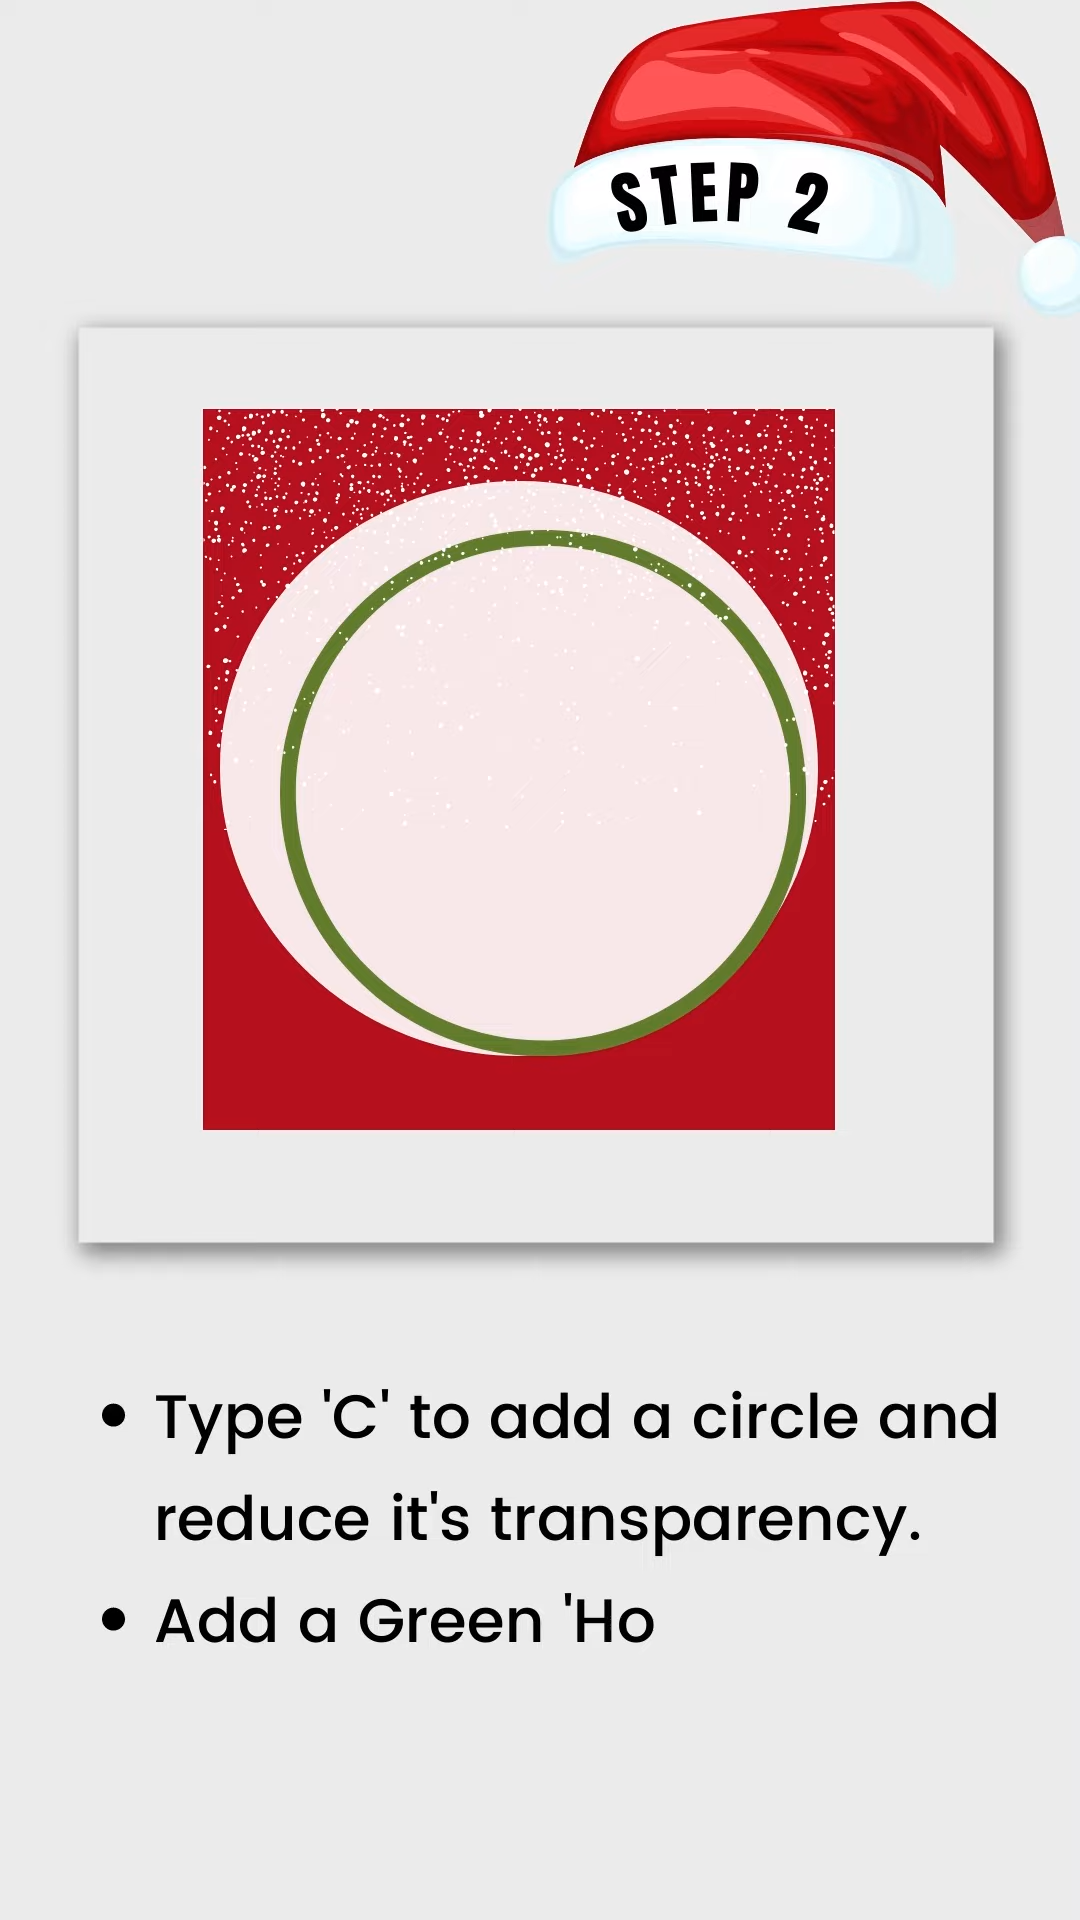 STEP 2
• Type 'C' to add a circle and
reduce it's transparency.
• Add a Green 'Ho